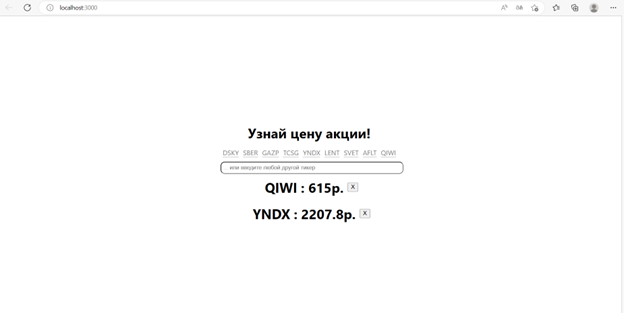 localhost:3000
Узнай цену акции!
DSKY SBER GAZP TCSG YNDX LENT SVET AFLT QIWI
или введите любой другой тикер
QIWI : 615р. X
YNDX : 2207.8р. X